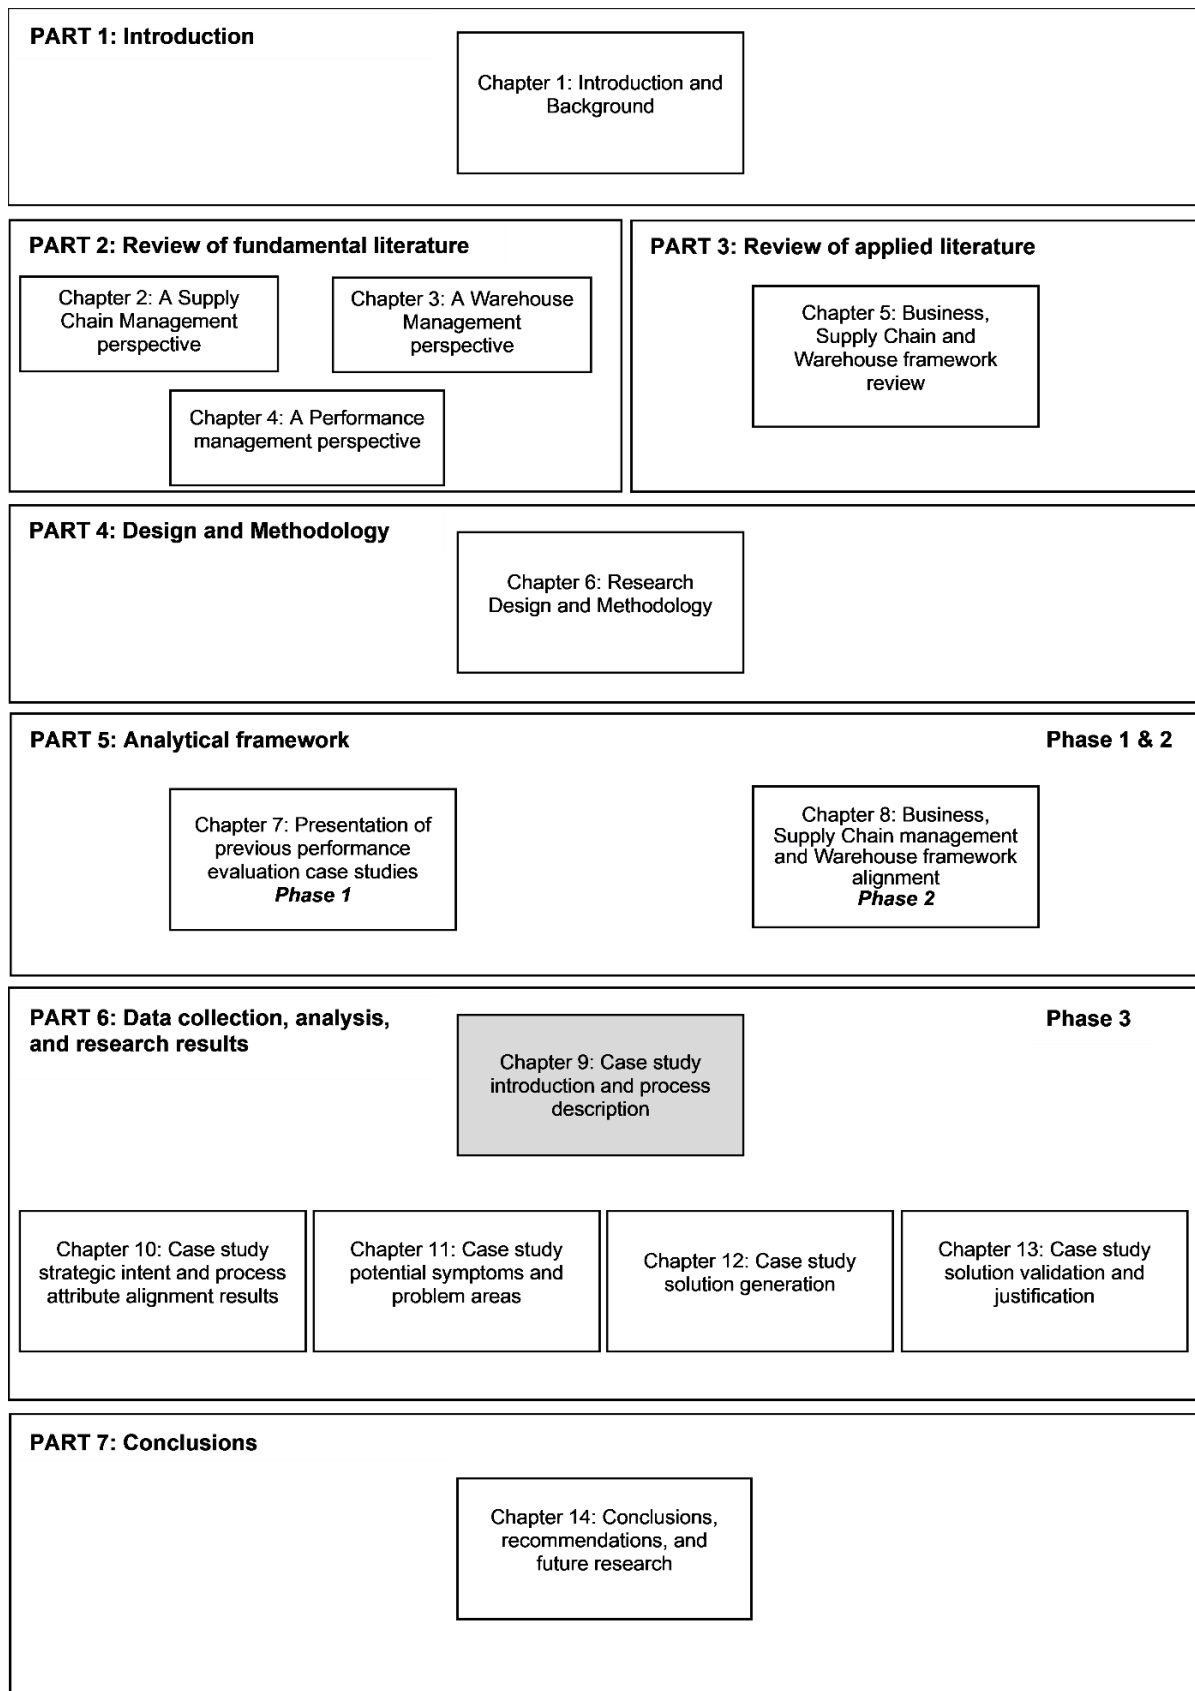 PART 1: Introduction
Chapter 1: Introduction and
Background
PART 2: Review of fundamental literature
Chapter 2: A Supply
Chain Management
perspective
Chapter 3: A Warehouse
Management
perspective
Chapter 4: A Performance
management perspective
PART 3: Review of applied literature
Chapter 5: Business,
Supply Chain and
Warehouse framework
review
PART 4: Design and Methodology
Chapter 6: Research
Design and Methodology
PART 5: Analytical framework
Phase 1 & 2
Chapter 7: Presentation of
previous performance
evaluation case studies
Phase 1
Chapter 8: Business,
Supply Chain management
and Warehouse framework
alignment
Phase 2
PART 6: Data collection, analysis,
and research results
Phase 3
Chapter 9: Case study
introduction and process
description
Chapter 10: Case study
strategic intent and process
attribute alignment results
Chapter 11: Case study
potential symptoms and
problem areas
Chapter 12: Case study
solution generation
Chapter 13: Case study
solution validation and
justification
PART 7: Conclusions
Chapter 14: Conclusions,
recommendations, and
future research